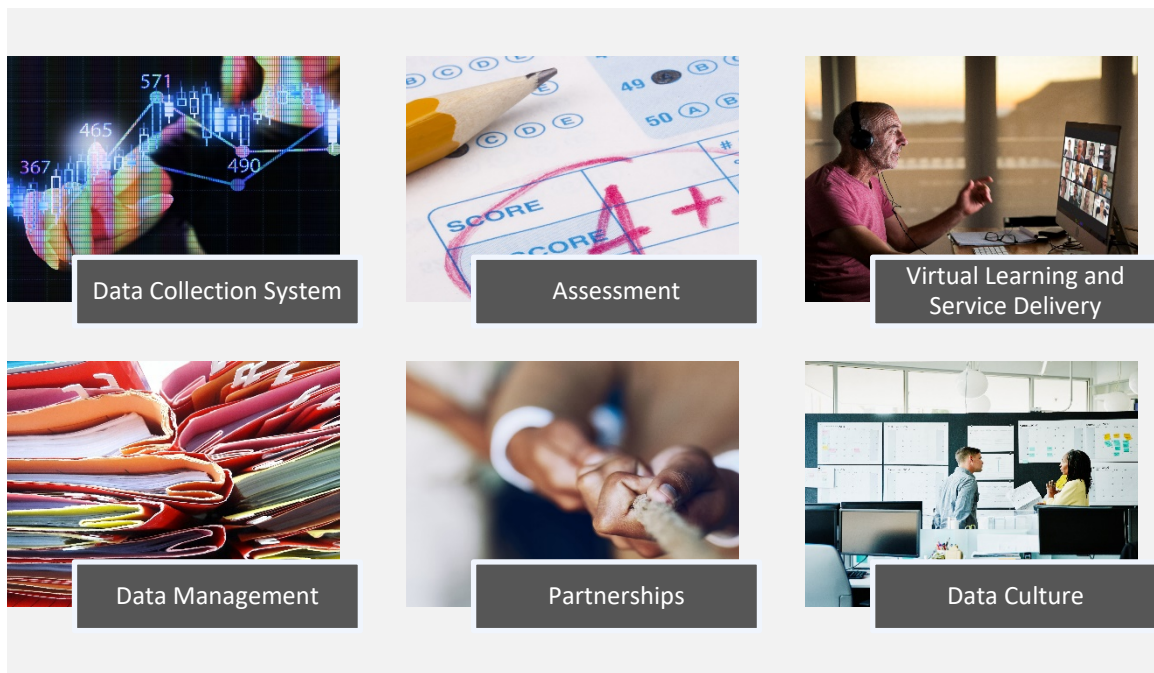 571
465
367
490
B C D E
E
C D E
49 B
50 A B
#
SCORE
SCORE
4+
Data Collection System
Assessment
Virtual Learning and
Service Delivery
Data Management
Partnerships
Data Culture